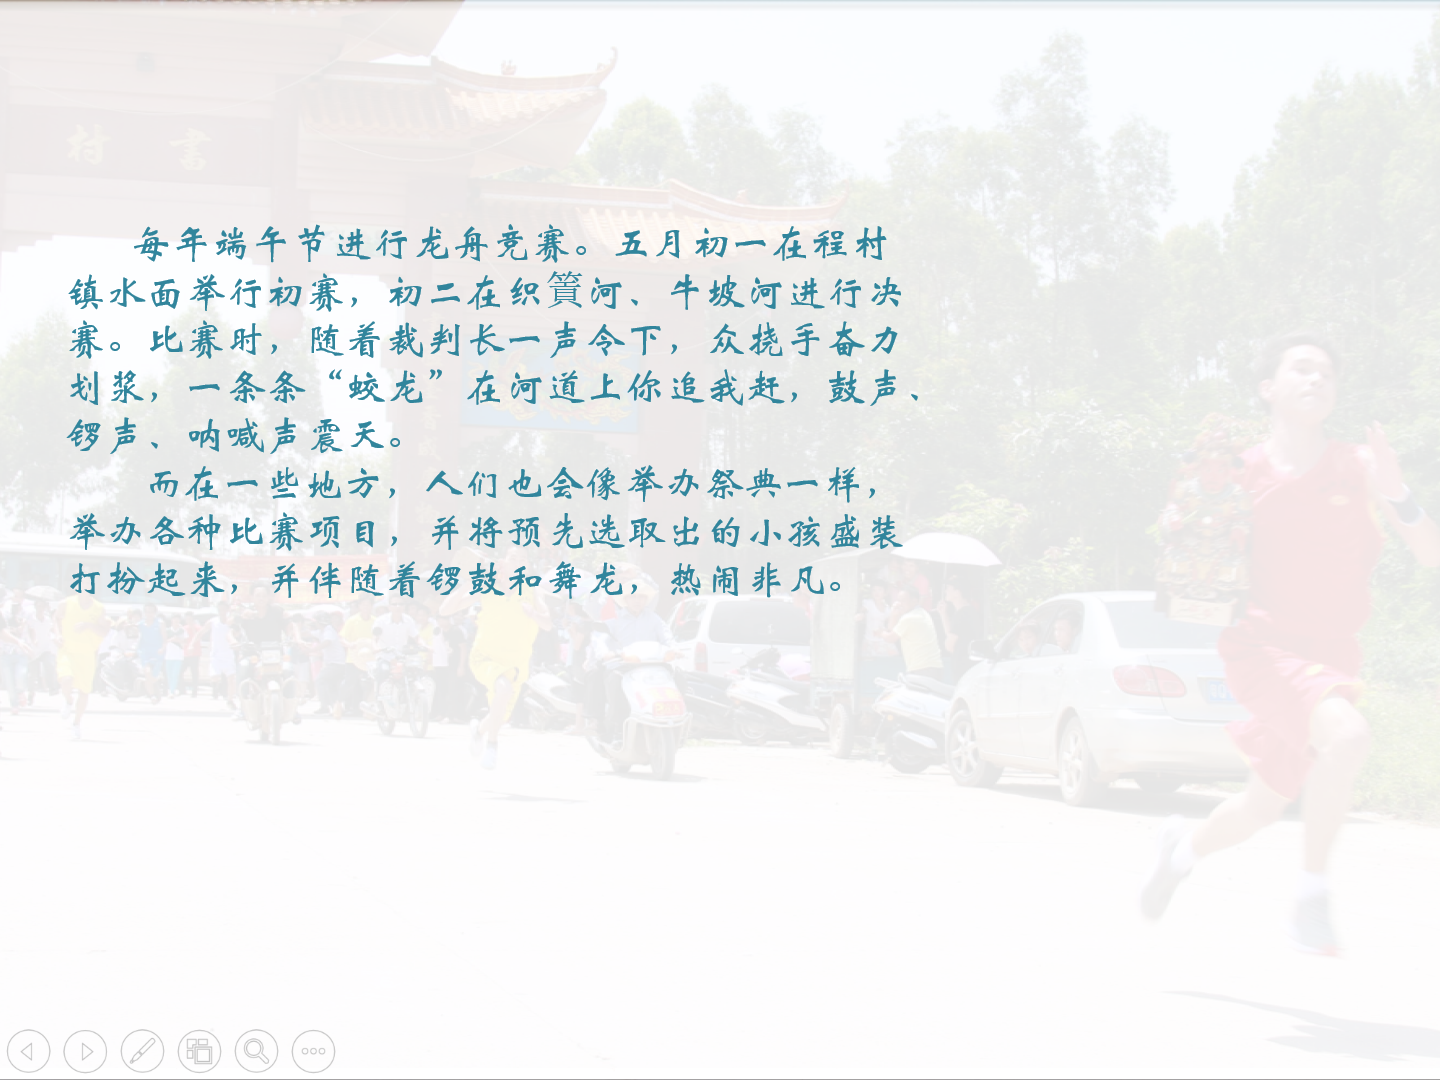 村 書
每年端午节进行龙舟竞赛。五月初一在程村
镇水面举行初赛，初二在织篢河、牛坡河进行决
赛。比赛时，随着裁判长一声令下，众挠手奋力
划浆，一条条“蛟龙”在河道上你追我赶，鼓声、
锣声、呐喊声震天。
而在一些地方，人们也会像举办祭典一样，
举办各种比赛项目，并将预先选取出的小孩盛装
打扮起来，并伴随着锣鼓和舞龙，热闹非凡。